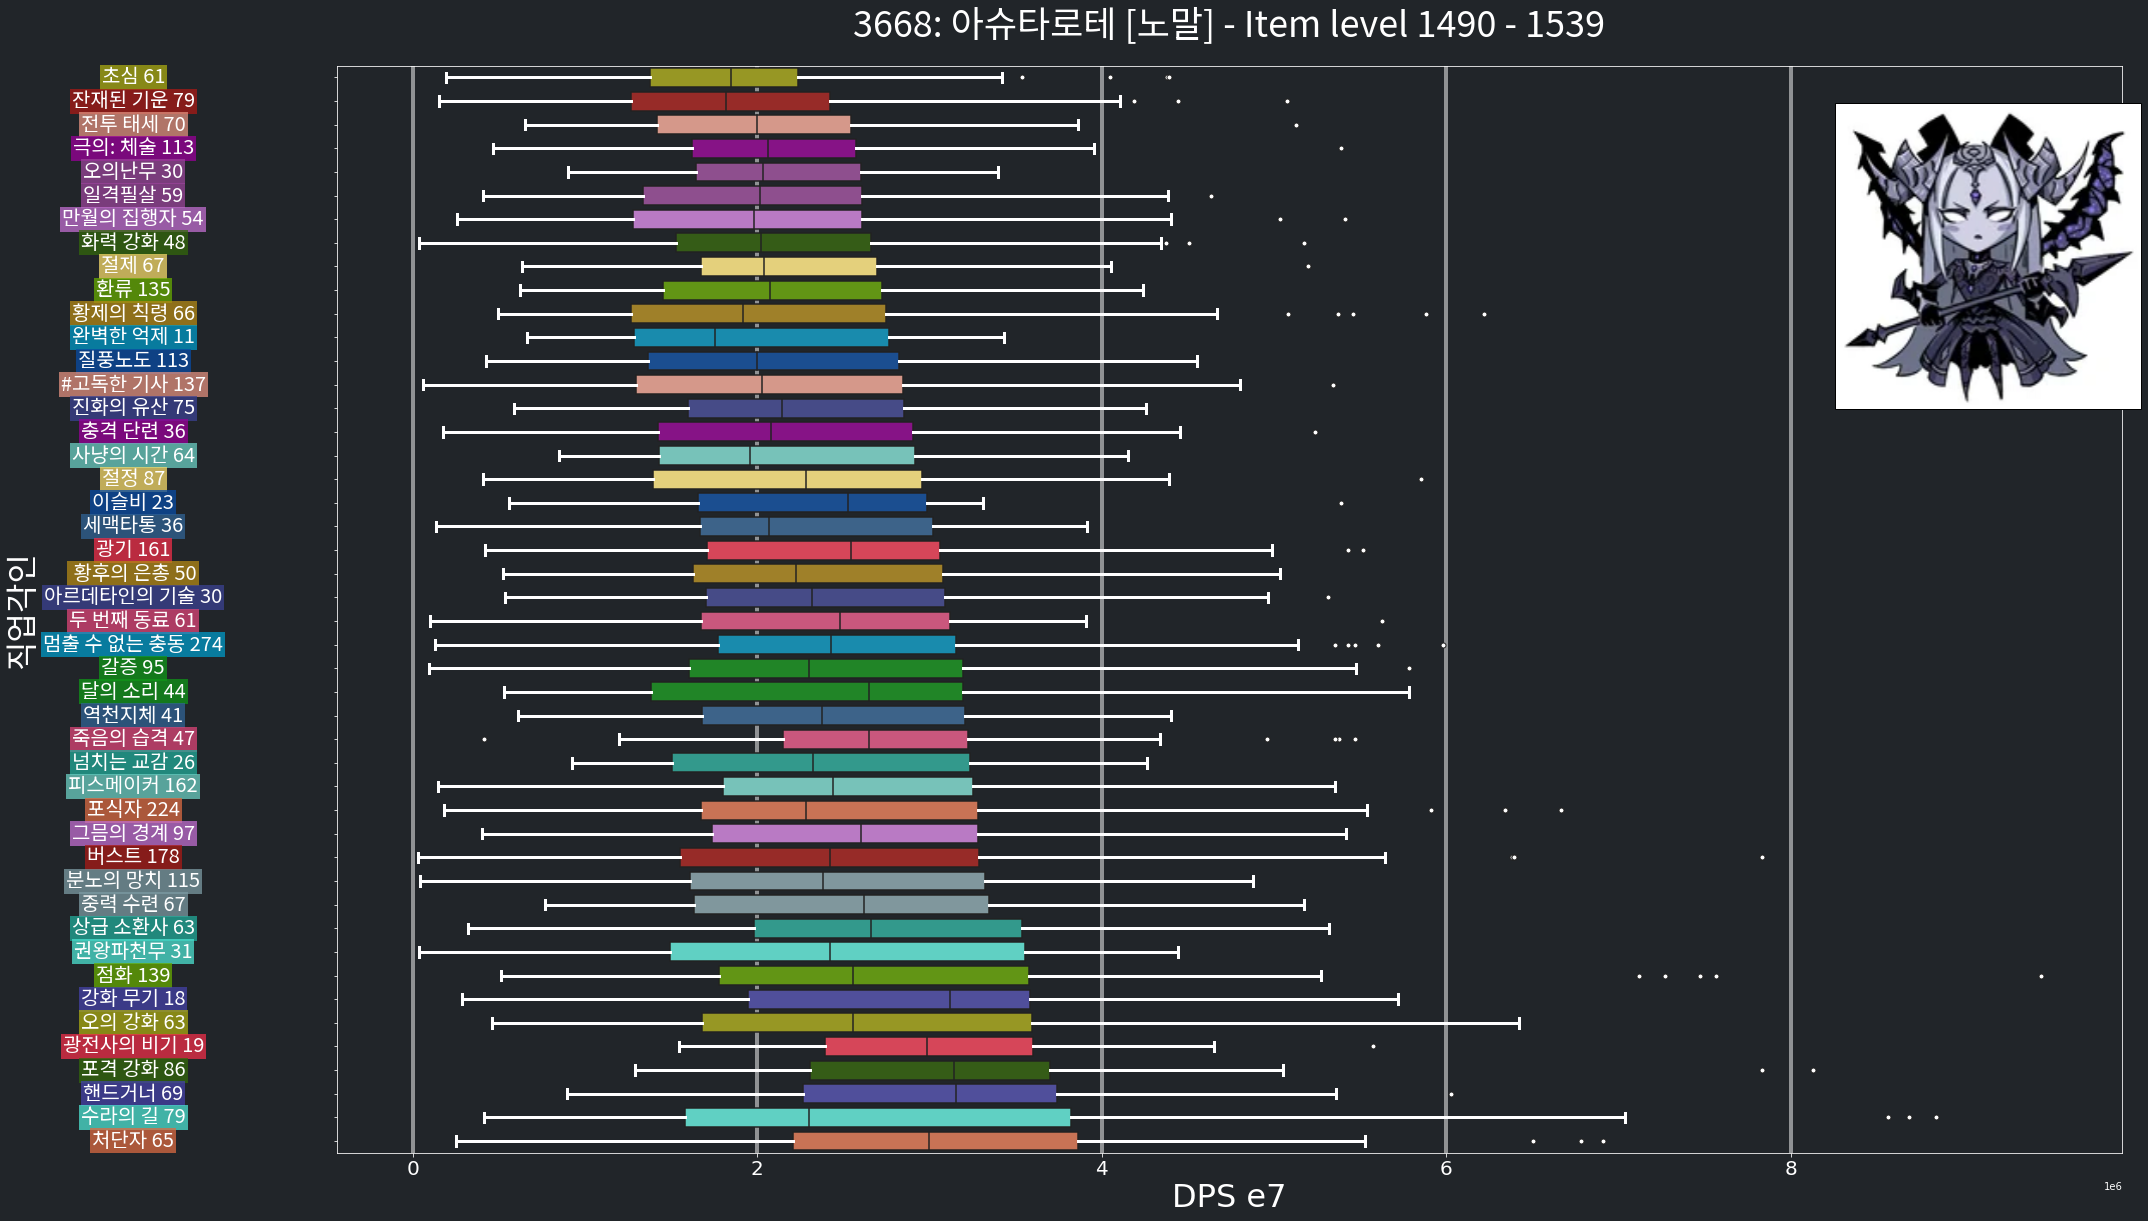 3668: 아슈타로테 [노말] - Item level 1490 - 1539
직업각인
초심 61
잔재된 기운 79
전투 태세 70
극의: 체술 113
오의난무 30
일격필살 59
만월의 집행자 54
화력 강화 48
절제 67
환류 135
황제의 칙령 66
완벽한 억제 11
질풍노도 113
#고독한 기사 137
진화의 유산 75
충격 단련 36
사냥의 시간 64
절정 87
이슬비 23
세맥타통 36
광기 161
황후의 은총 50
아르데타인의 기술 30
두 번째 동료 61
멈출 수 없는 충동 274
갈증 95
달의 소리 44
역천지체 41
죽음의 습격 47
넘치는 교감 26
피스메이커 162
포식자 224
그믐의 경계 97
버스트 178
분노의 망치 115
중력 수련 67
상급 소환사 63
권왕파천무 31
점화 139
강화 무기 18
오의 강화 63
광전사의 비기 19
포격 강화 86
핸드거너 69
수라의 길 79
처단자 65
0 2 4 6 8
1e6
DPS e7